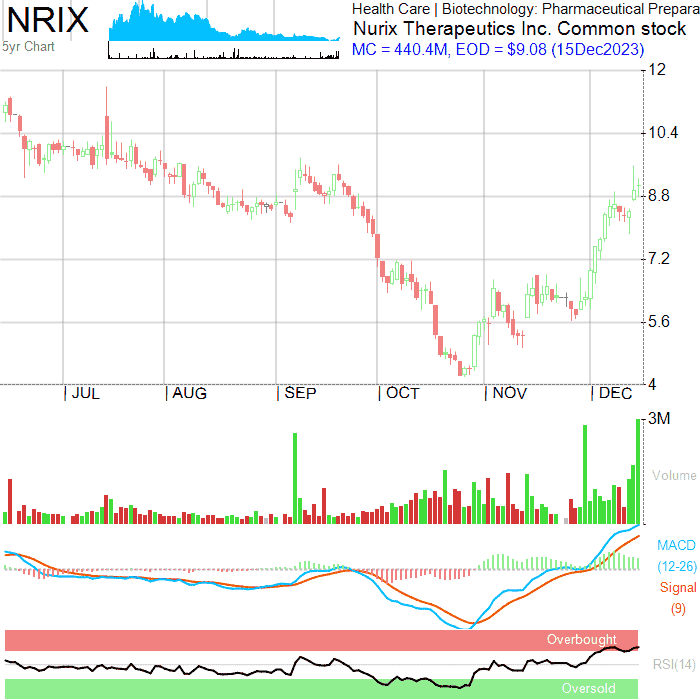 NRIX
5yr Chart
Health Care | Biotechnology: Pharmaceutical Prepara
Nurix Therapeutics Inc. Common stock
MC = 440.4M, EOD = $9.08 (15Dec2023)
12
10.4
8.8
7.2
5.6
4
JUL AUG SEP OCT NOV DEC
3M
Volume
MACD
(12-26)
Signal
(9)
Overbought
RSI(14)
Oversold